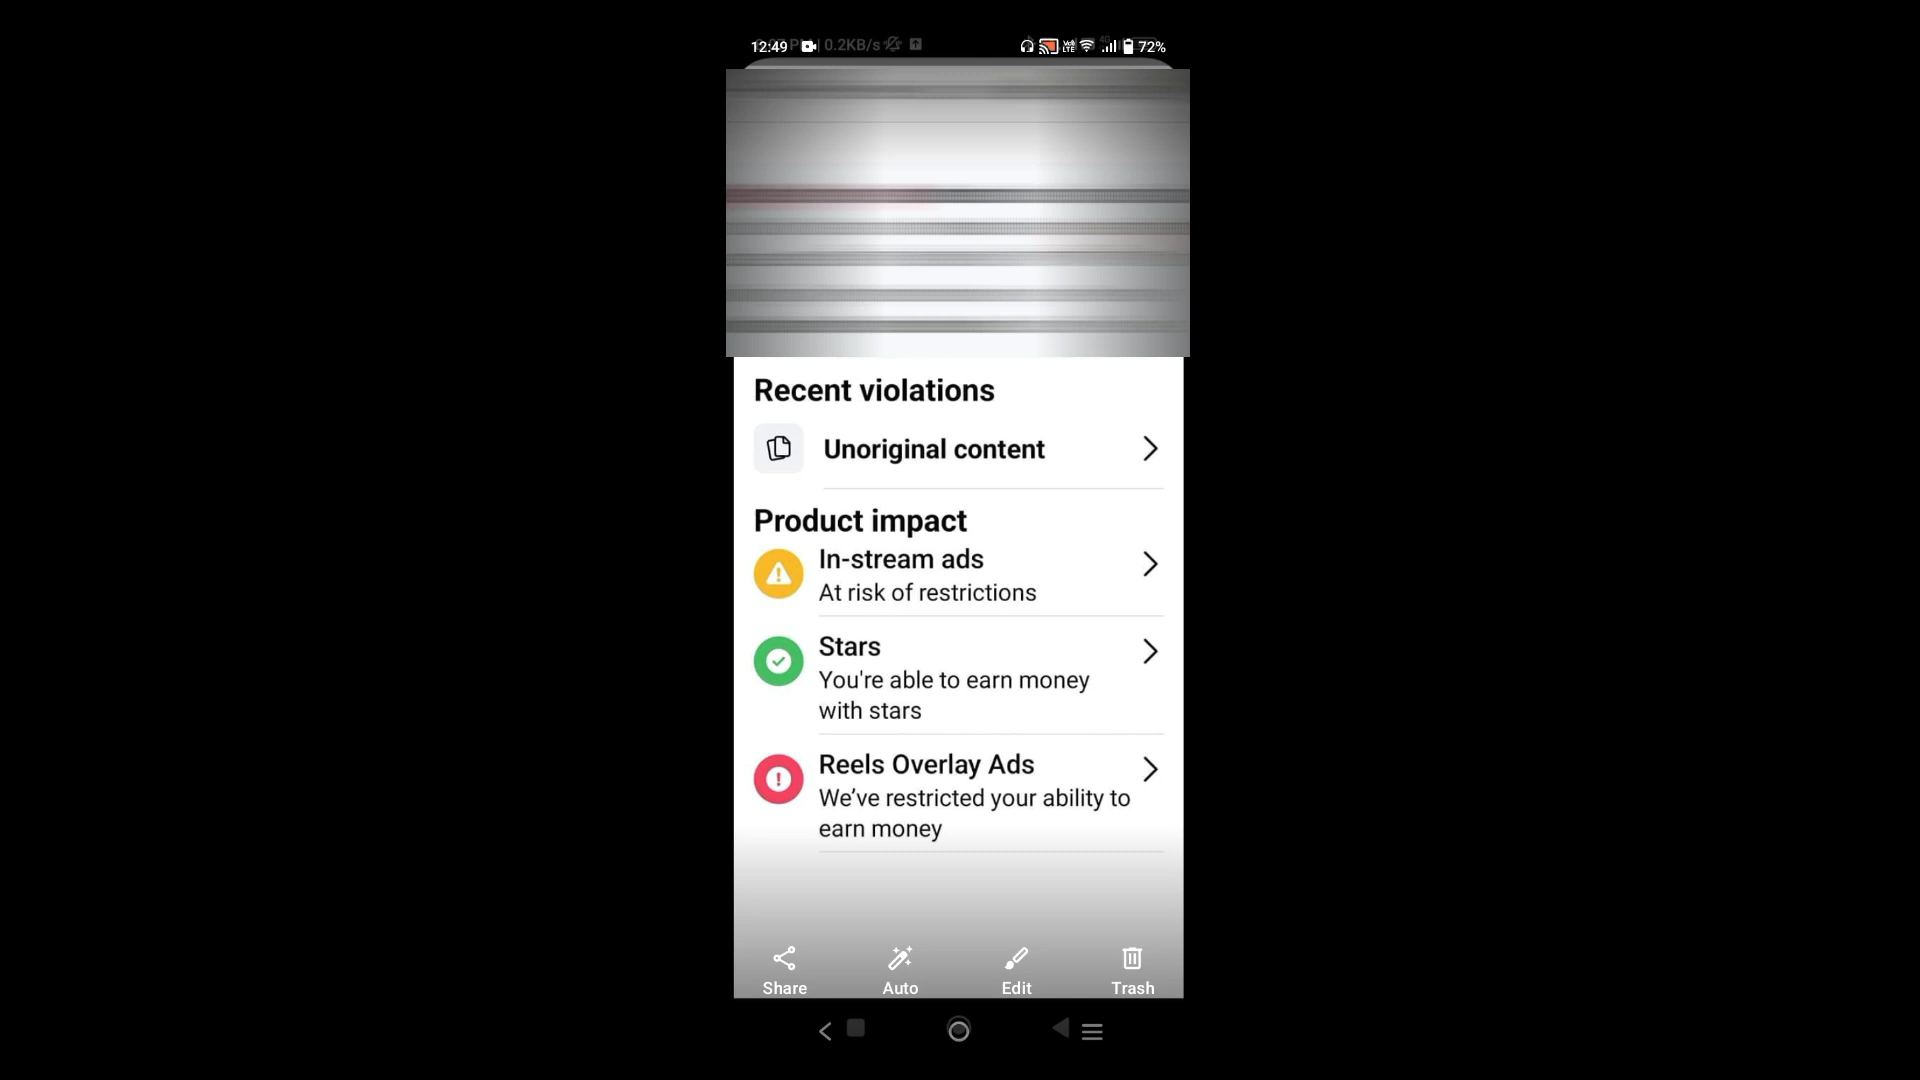 12:49 0.2KB/s 72%
Recent violations
Unoriginal content
Product impact
In-stream ads
At risk of restrictions
Stars
You're able to earn money
with stars
Reels Overlay Ads
We’ve restricted your ability to
earn money
Share Auto Edit Trash